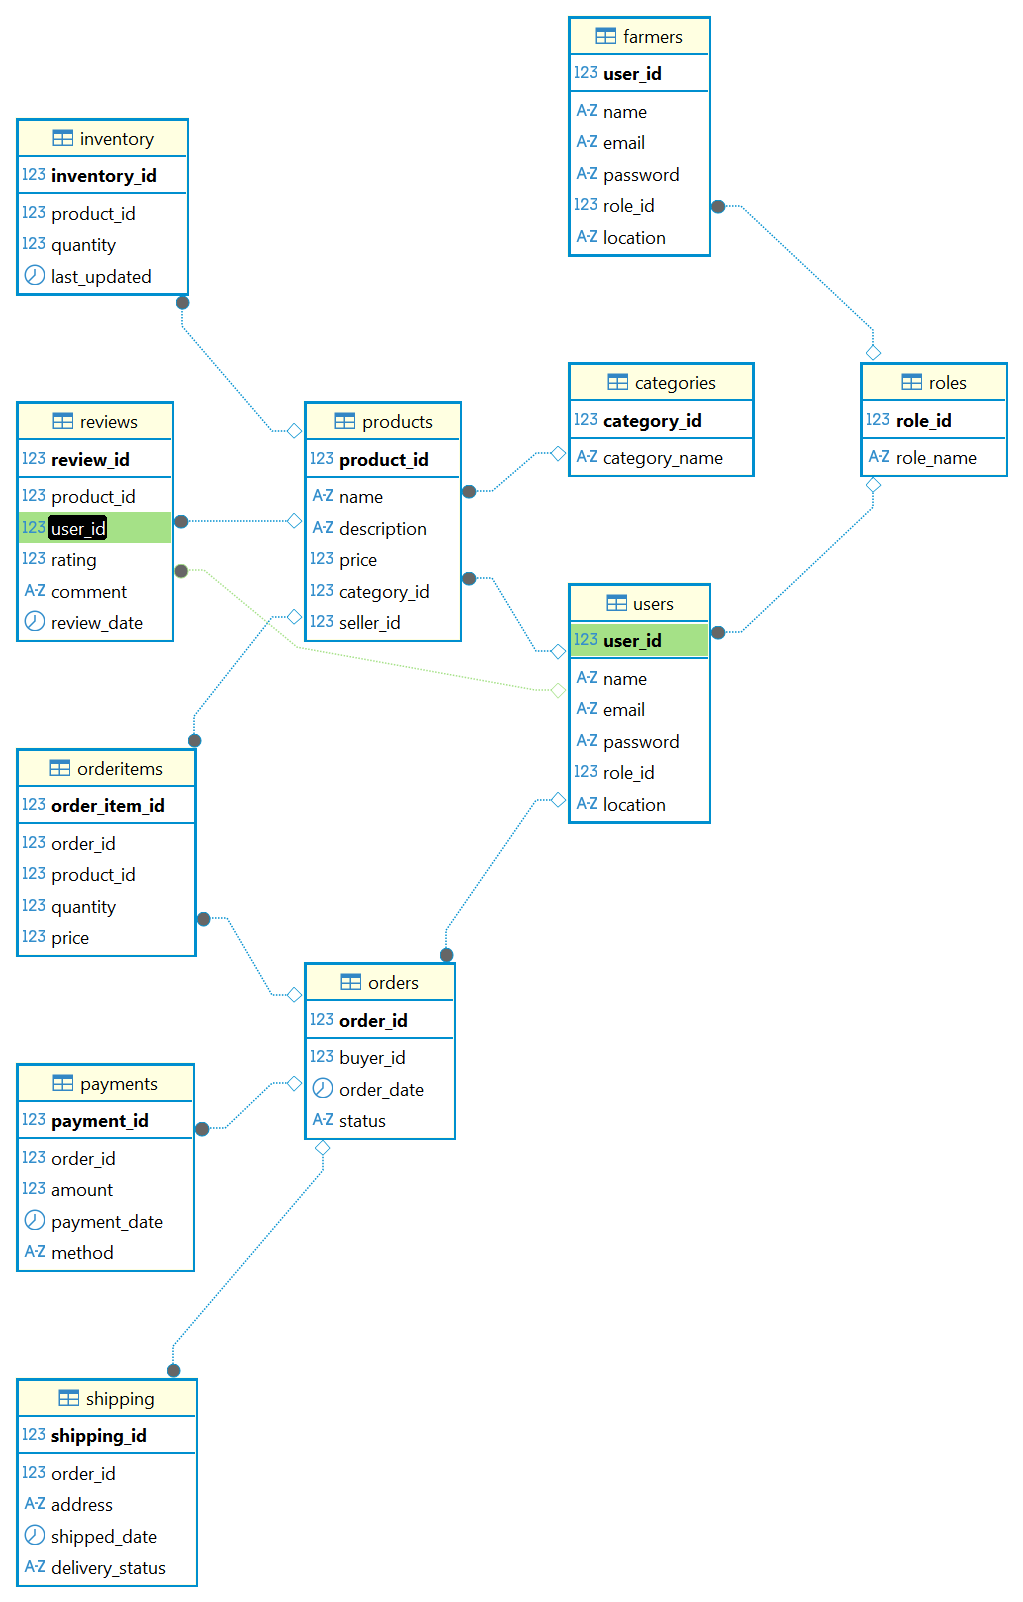 farmers
123 user_id
A-Z name
A-Z email
A-Z password
123 role_id
A-Z location
inventory
123 inventory_id
123 product_id
123 quantity
last_updated
categories
123 category_id
A-Z category_name
roles
123 role_id
A-Z role_name
reviews
123 review_id
123 product_id
123 user_id
123 rating
A-Z comment
review_date
products
123 product_id
A-Z name
A-Z description
123 price
123 category_id
123 seller_id
users
123 user_id
A-Z name
A-Z email
A-Z password
123 role_id
A-Z location
orderitems
123 order_item_id
123 order_id
123 product_id
123 quantity
123 price
orders
123 order_id
123 buyer_id
order_date
A-Z status
payments
123 payment_id
123 order_id
123 amount
payment_date
A-Z method
shipping
123 shipping_id
123 order_id
A-Z address
shipped_date
A-Z delivery_status